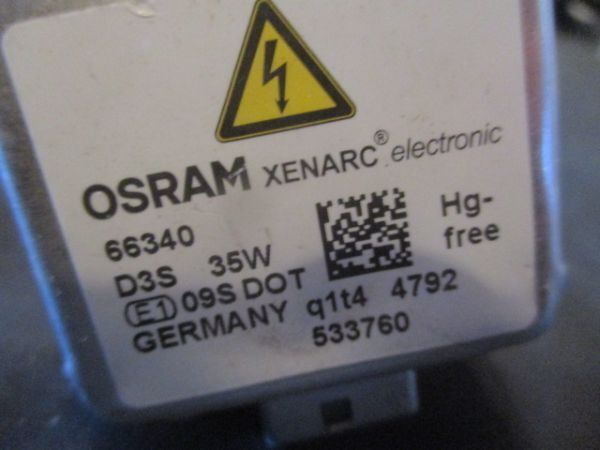 OSRAM XENARC® electronic
66340
D3S 35W
Hg-
free
E1 09S DOT
GERMANY q1t4 4792
533760